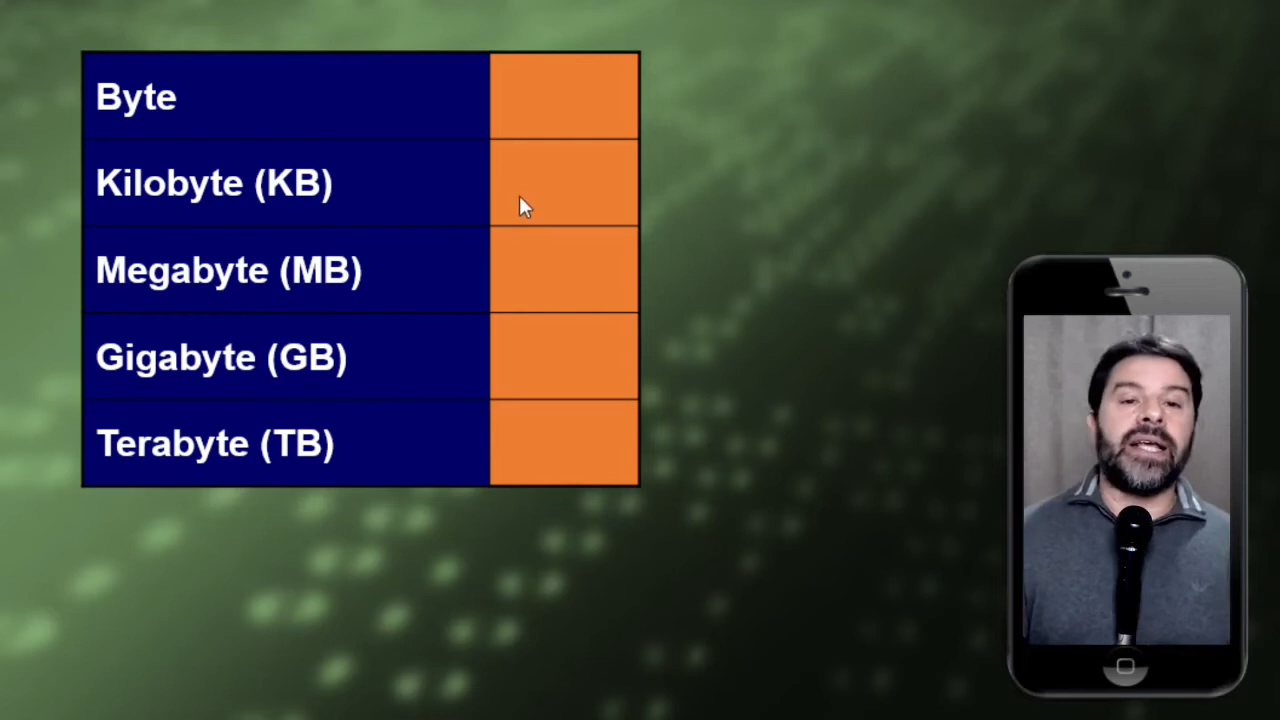 Byte
Kilobyte (KB)
Megabyte (MB)
Gigabyte (GB)
Terabyte (TB)